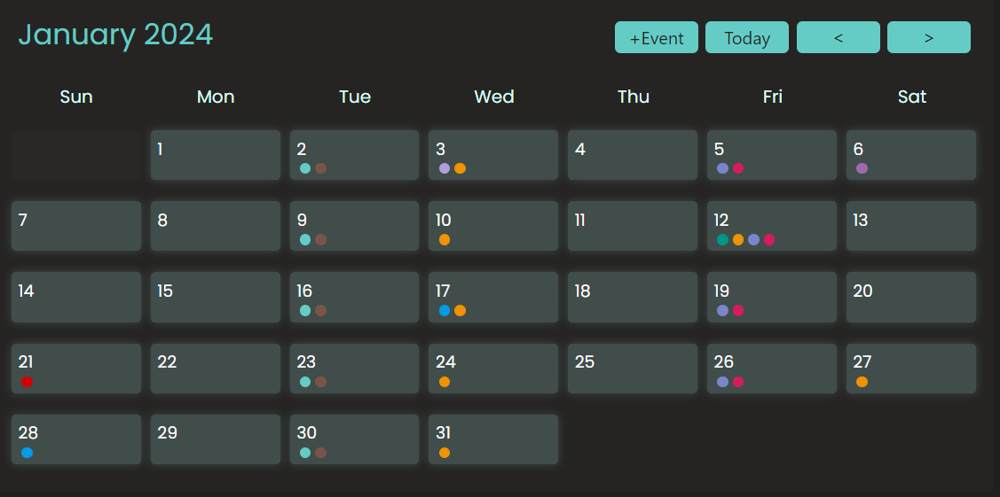 January 2024 +Event Today < >
Sun Mon Tue Wed Thu Fri Sat
1 2 3 4 5 6
7 8 9 10 11 12 13
14 15 16 17 18 19 20
21 22 23 24 25 26 27
28 29 30 31